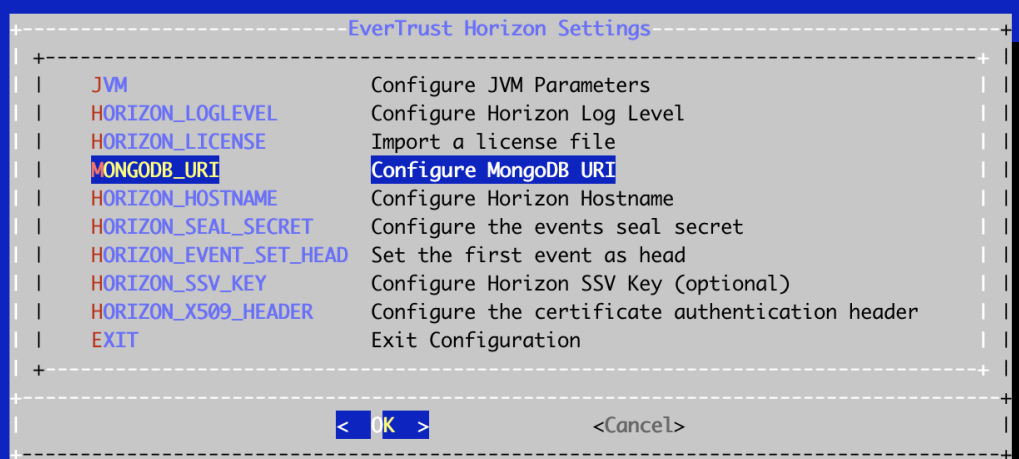 EverTrust Horizon Settings
JVM Configure JVM Parameters
HORIZON_LOGLEVEL Configure Horizon Log Level
HORIZON_LICENSE Import a license file
MONGODB_URI Configure MongoDB URI
HORIZON_HOSTNAME Configure Horizon Hostname
HORIZON_SEAL_SECRET Configure the events seal secret
HORIZON_EVENT_SET_HEAD Set the first event as head
HORIZON_SSV_KEY Configure Horizon SSV Key (optional)
HORIZON_X509_HEADER Configure the certificate authentication header
EXIT Exit Configuration
< OK > <Cancel>